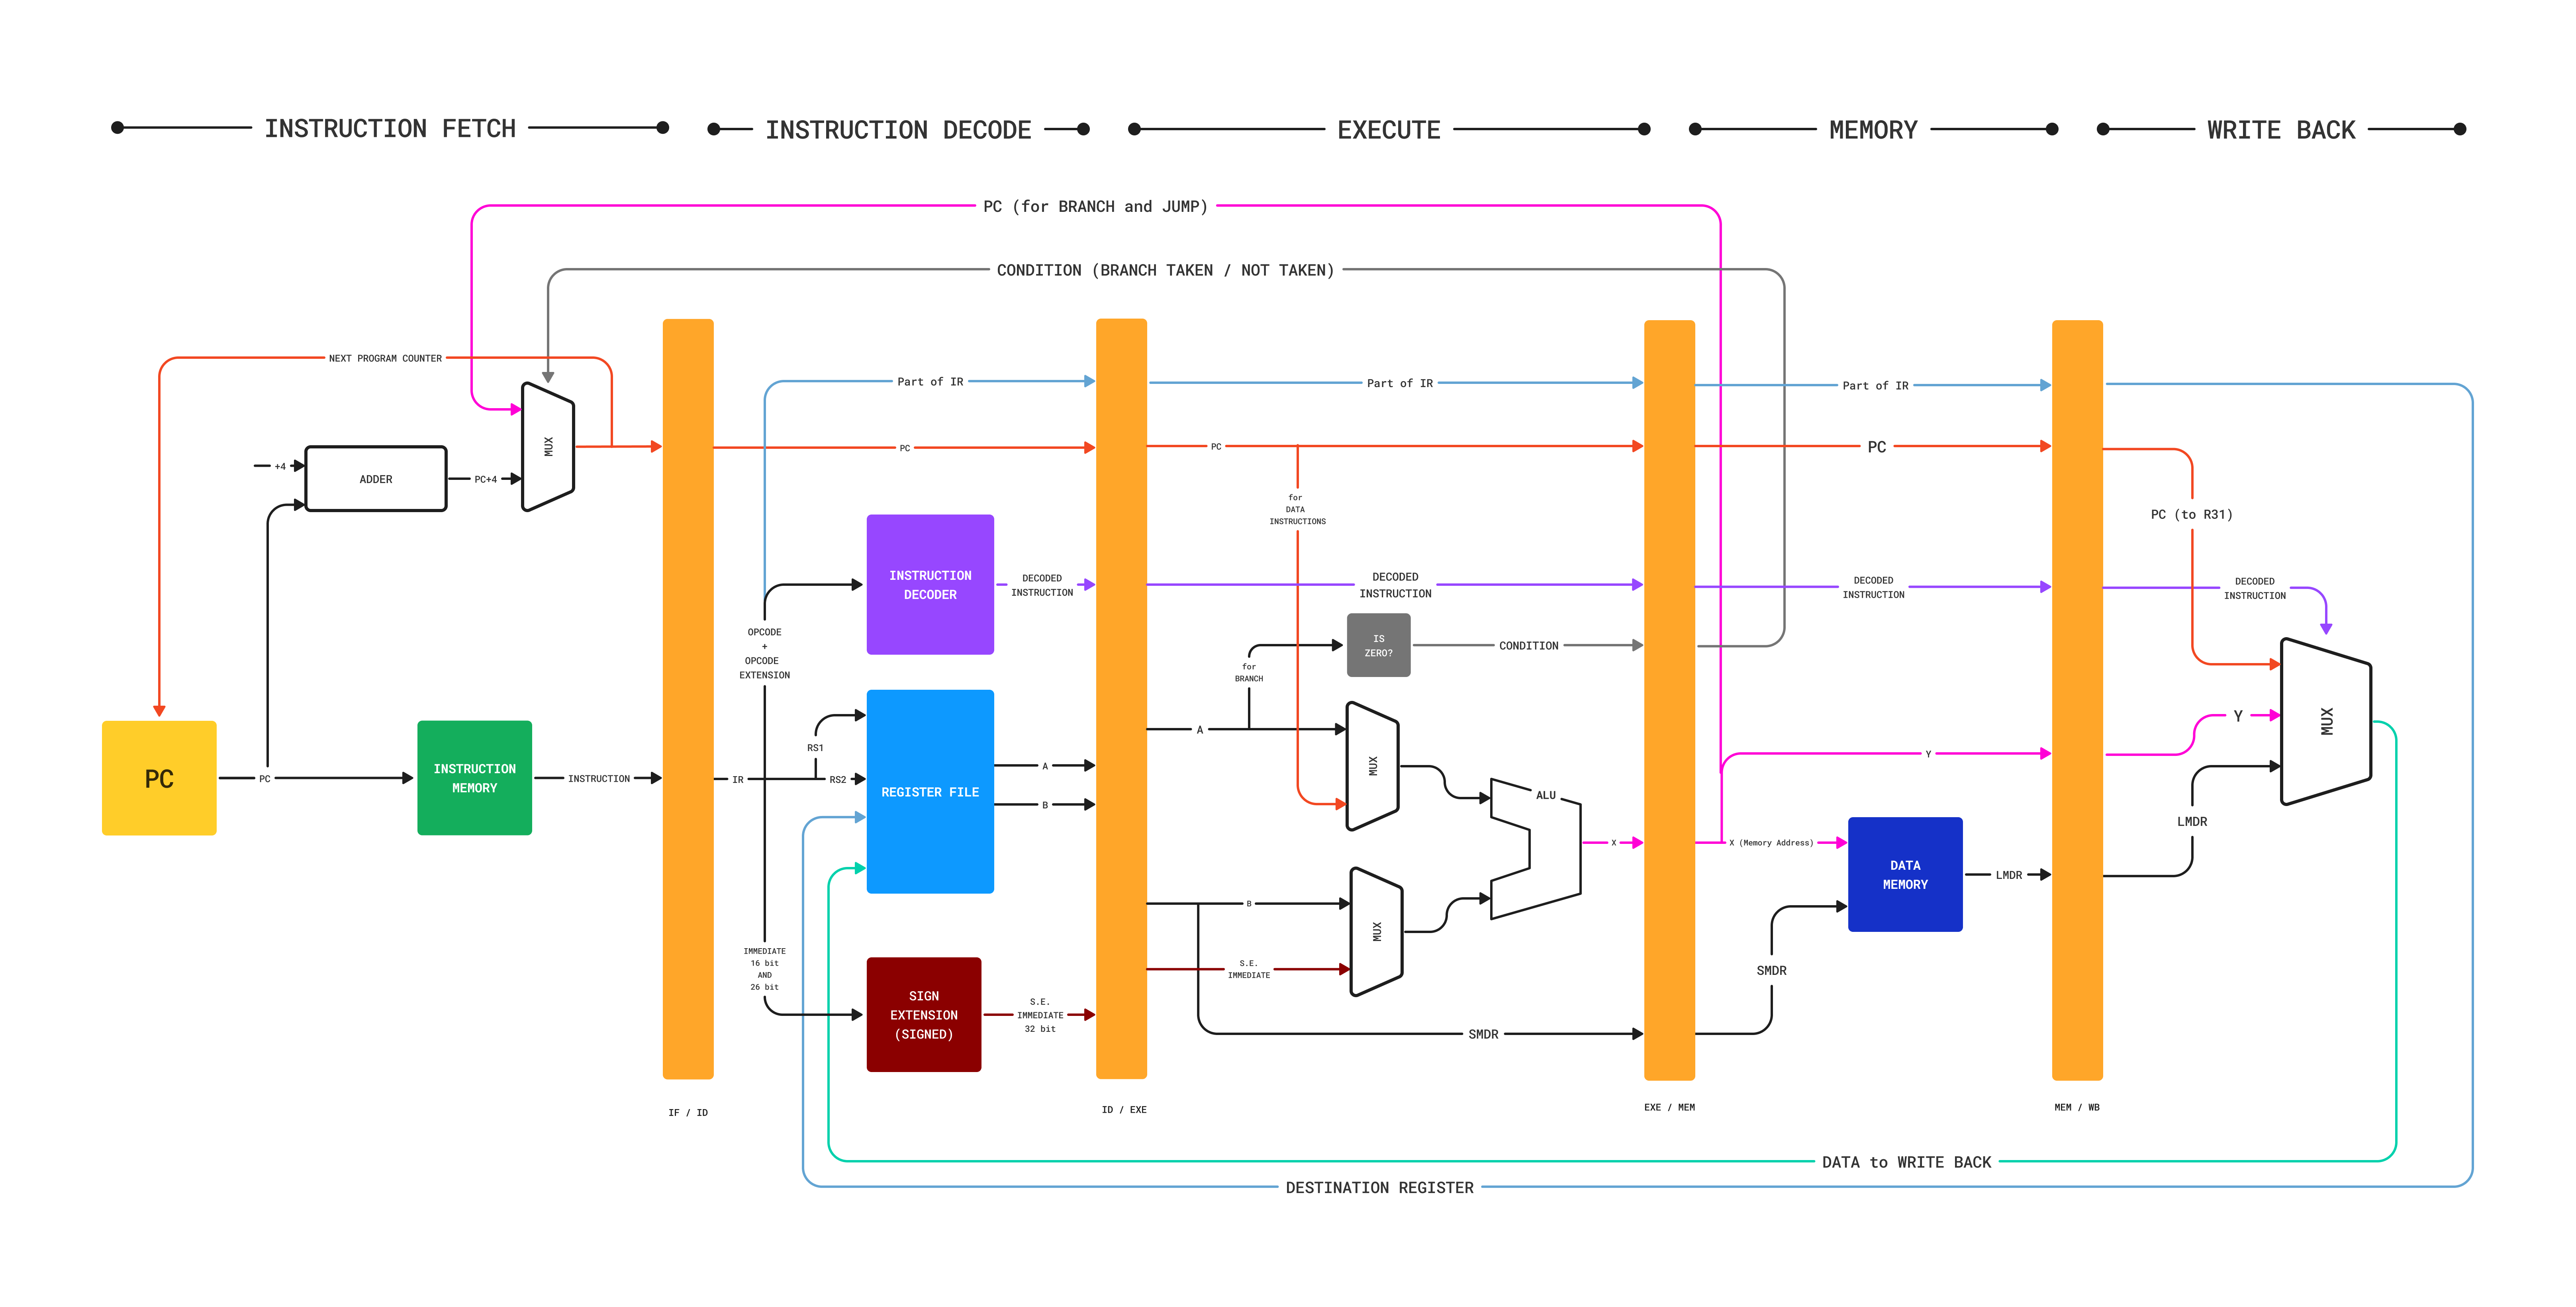 INSTRUCTION FETCH
INSTRUCTION DECODE
EXECUTE
MEMORY
WRITE BACK
PC (for BRANCH and JUMP)
CONDITION (BRANCH TAKEN / NOT TAKEN)
NEXT PROGRAM COUNTER
+4
ADDER
PC+4
MUX
PC
PC
INSTRUCTION
MEMORY
INSTRUCTION
IF / ID
Part of IR
PC
INSTRUCTION
DECODER
DECODED
INSTRUCTION
OPCODE
+
OPCODE
EXTENSION
RS1
IR
RS2
REGISTER FILE
A
B
IMMEDIATE
16 bit
AND
26 bit
SIGN
EXTENSION
(SIGNED)
S.E.
IMMEDIATE
32 bit
ID / EXE
Part of IR
PC
for
DATA
INSTRUCTIONS
DECODED
INSTRUCTION
IS
ZERO?
CONDITION
for
BRANCH
A
MUX
ALU
X
B
MUX
S.E.
IMMEDIATE
SMDR
EXE / MEM
Part of IR
PC
DECODED
INSTRUCTION
Y
X (Memory Address)
DATA
MEMORY
LMDR
SMDR
MEM / WB
PC (to R31)
DECODED
INSTRUCTION
Y
MUX
LMDR
DATA to WRITE BACK
DESTINATION REGISTER